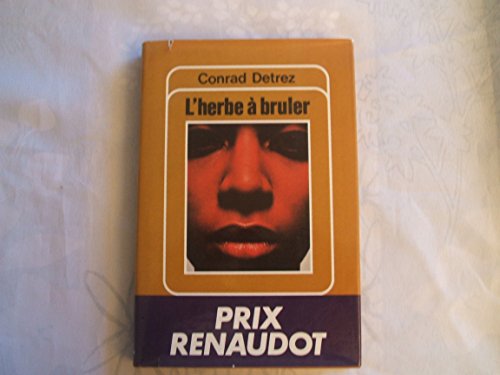 Conrad Detrez
L'herbe à bruler
PRIX
RENAUDOT